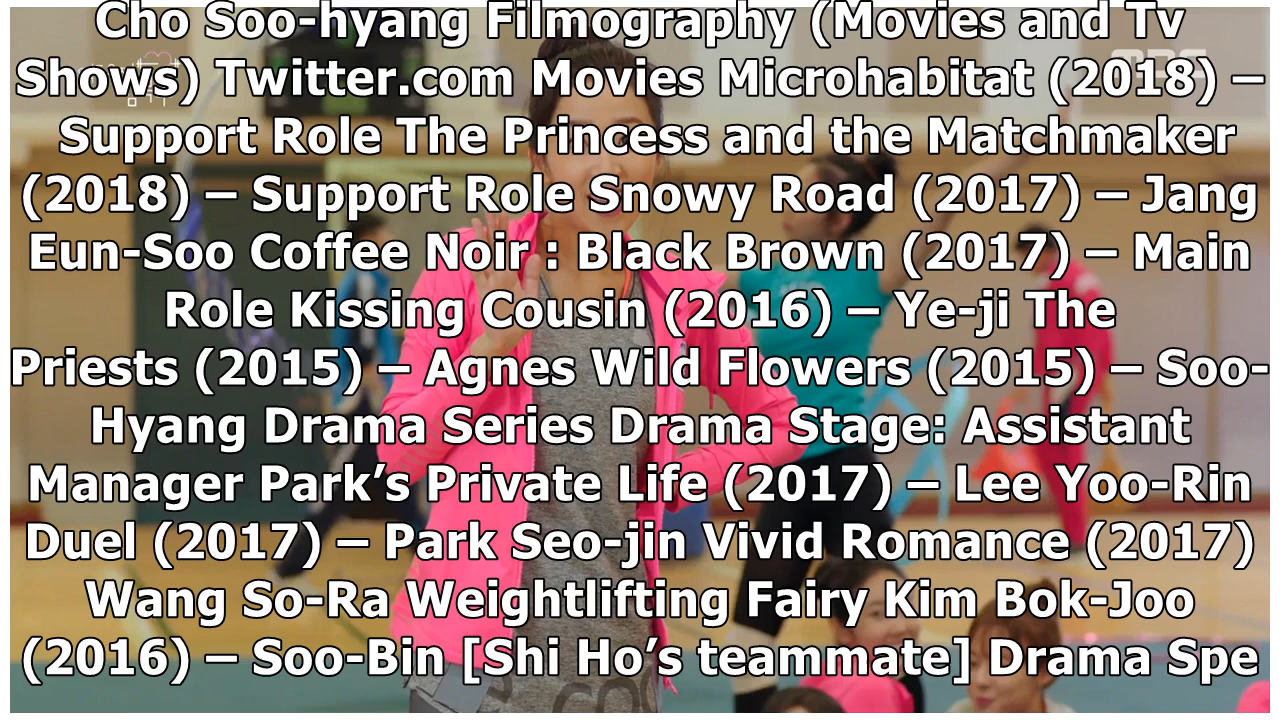 Cho Soo-hyang Filmography (Movies and Tv
Shows) Twitter.com Movies Microhabitat (2018) –
Support Role The Princess and the Matchmaker
(2018) – Support Role Snowy Road (2017) – Jang
Eun-Soo Coffee Noir : Black Brown (2017) – Main
Role Kissing Cousin (2016) – Ye-ji The
Priests (2015) – Agnes Wild Flowers (2015) – Soo-
Hyang Drama Series Drama Stage: Assistant
Manager Park’s Private Life (2017) – Lee Yoo-Rin
Duel (2017) – Park Seo-jin Vivid Romance (2017)
Wang So-Ra Weightlifting Fairy Kim Bok-Joo
(2016) – Soo-Bin [Shi Ho’s teammate] Drama Spe